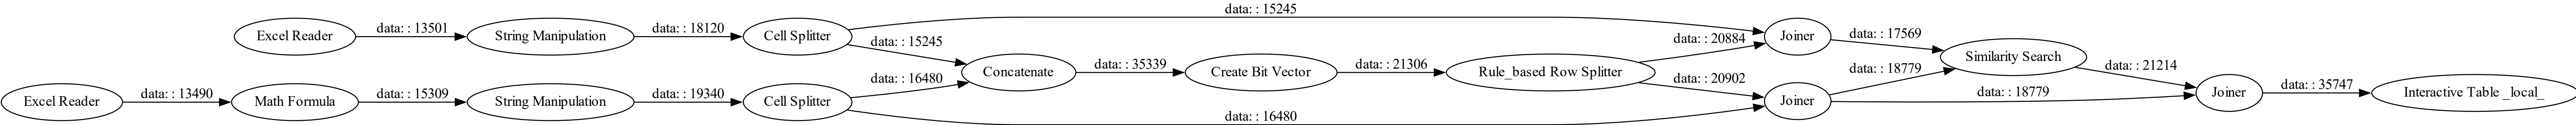 data: : 15245
Excel Reader
data: : 13501
String Manipulation
data: : 18120
Cell Splitter
data: : 15245
data: : 20884
Joiner
data: : 17569
Similarity Search
Concatenate
data: : 35339
Create Bit Vector
data: : 21306
Rule_based Row Splitter
data: : 18779
data: : 21214
data: : 16480
data: : 20902
Excel Reader
data: : 13490
Math Formula
data: : 15309
String Manipulation
data: : 19340
Cell Splitter
Joiner
data: : 18779
Joiner
data: : 35747
Interactive Table _local_
data: : 16480